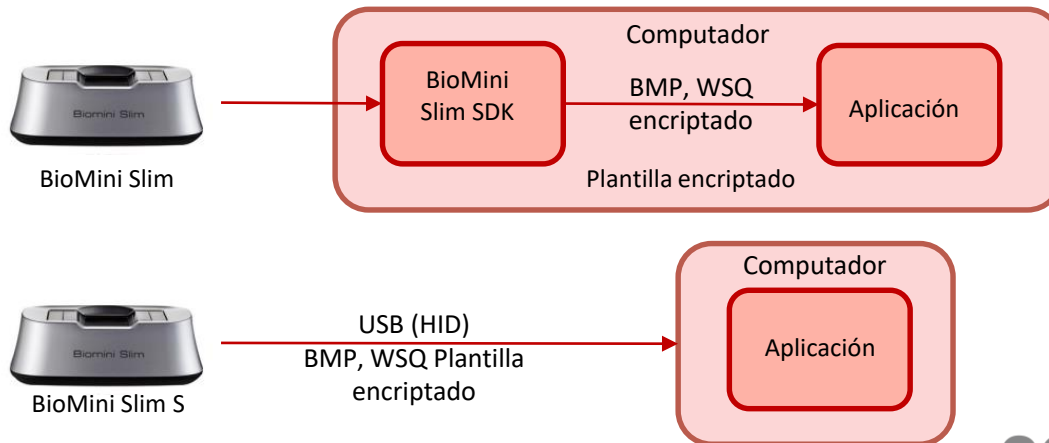 Computador
BioMini
Slim SDK
BMP, WSQ
encriptado
Aplicación
Biomini Slim
BioMini Slim
Plantilla encriptado
Computador
USB (HID)
BMP, WSQ Plantilla
encriptado
Aplicación
Biomini Slim
BioMini Slim S